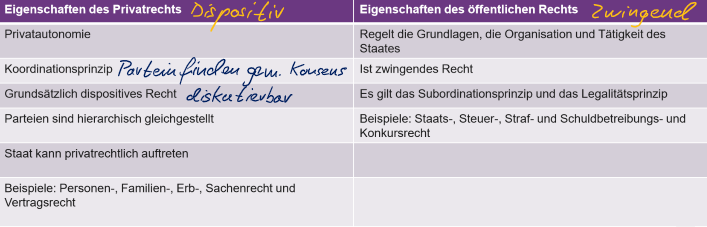 Eigenschaften des Privatrechts Dispositiv
Eigenschaften des öffentlichen Rechts Zwingend
Privatautonomie
Regelt die Grundlagen, die Organisation und Tätigkeit des
Staates
Koordinationsprinzip Partein finden gem. Konsens
Ist zwingendes Recht
Grundsätzlich dispositives Recht diskutierbar
Es gilt das Subordinationsprinzip und das Legalitätsprinzip
Parteien sind hierarchisch gleichgestellt
Beispiele: Staats-, Steuer-, Straf- und Schuldbetreibungs- und
Konkursrecht
Staat kann privatrechtlich auftreten
Beispiele: Personen-, Familien-, Erb-, Sachenrecht und
Vertragsrecht